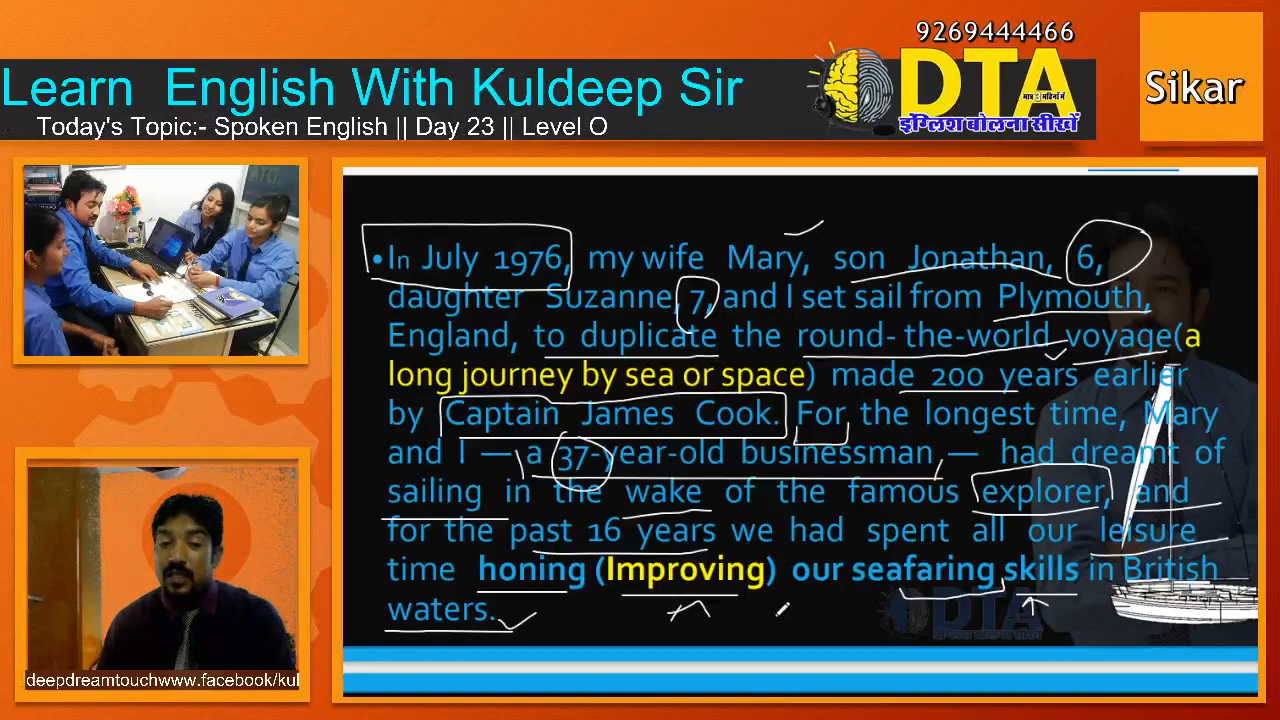 9269444466
Learn English With Kuldeep Sir
DTA
Sikar
इंग्लिश बोलना सीखें
Today's Topic:- Spoken English || Day 23 || Level O
•In July 1976, my wife Mary, son Jonathan, 6,
daughter Suzanne, 7, and I set sail from Plymouth,
England, to duplicate the round- the-world voyage(a
long journey by sea or space) made 200 years earlier
by Captain James Cook. For the longest time, Mary
and I — a 37-year-old businessman — had dreamt of
sailing in the wake of the famous explorer, and
for the past 16 years we had spent all our leisure
time honing (Improving) our seafaring skills in British
waters.
DTA
deepdreamtouchwww.facebook/kul